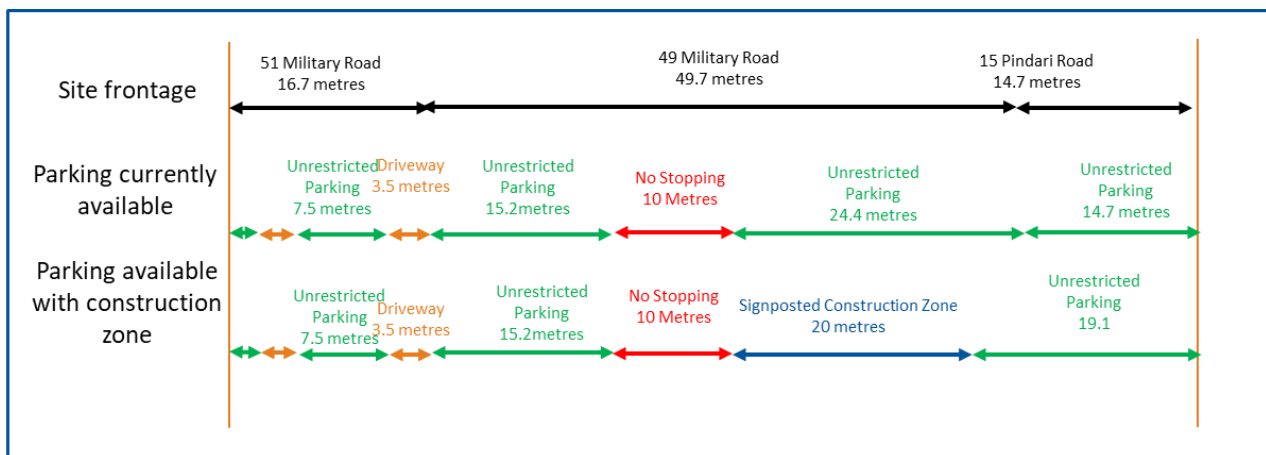 Site frontage
51 Military Road
16.7 metres
49 Military Road
49.7 metres
15 Pindari Road
14.7 metres
Parking currently
available
Unrestricted
Parking
7.5 metres
Driveway
3.5 metres
Unrestricted
Parking
15.2metres
No Stopping
10 Metres
Unrestricted
Parking
24.4 metres
Unrestricted
Parking
14.7 metres
Parking available
with construction
zone
Unrestricted
Parking
7.5 metres
Driveway
3.5 metres
Unrestricted
Parking
15.2metres
No Stopping
10 Metres
Signposted Construction Zone
20 metres
Unrestricted
Parking
19.1